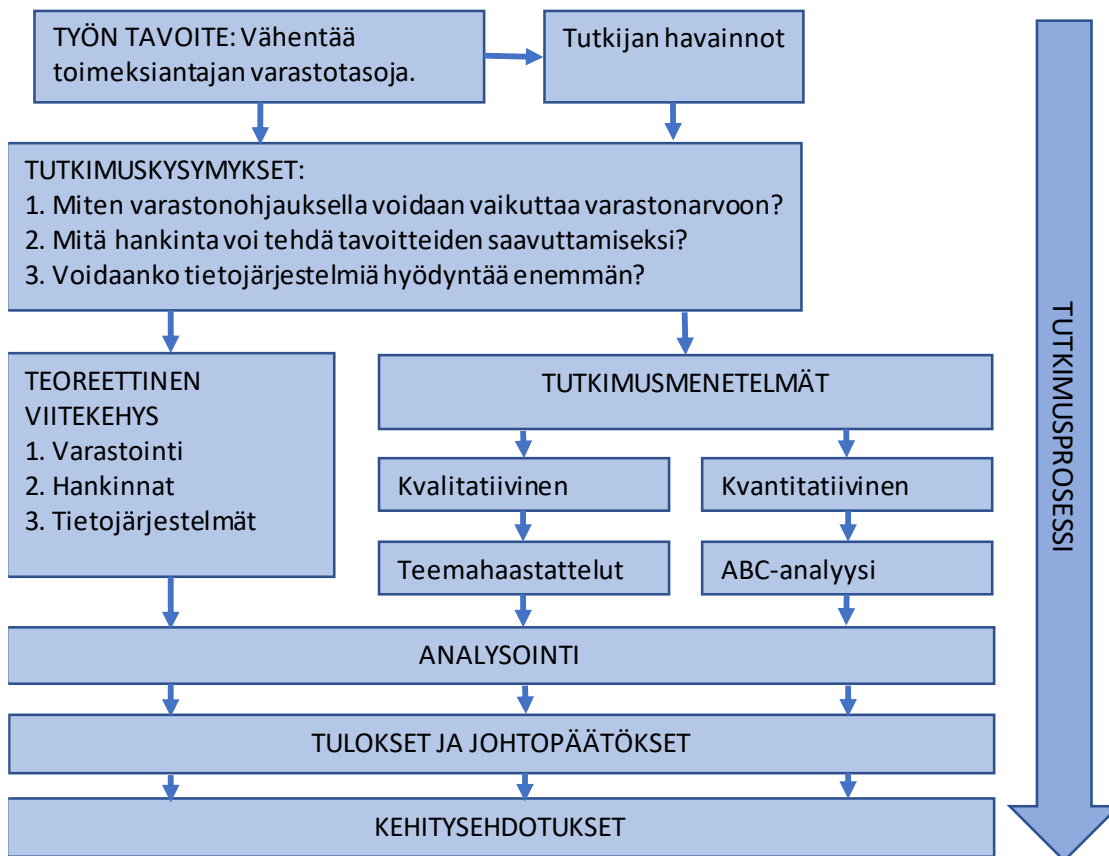 TYÖN TAVOITE: Vähentää
toimeksiantajan varastotasoja.
Tutkijan havainnot
TUTKIMUSKYSYMYKSET:
1. Miten varastonohjauksella voidaan vaikuttaa varastonarvoon?
2. Mitä hankinta voi tehdä tavoitteiden saavuttamiseksi?
3. Voidaanko tietojärjestelmiä hyödyntää enemmän?
TEOREETTINEN
VIITEKEHYS
1. Varastointi
2. Hankinnat
3. Tietojärjestelmät
TUTKIMUSMENETELMÄT
Kvalitatiivinen
Kvantitatiivinen
Teemahaastattelut
ABC-analyysi
ANALYSOINTI
TULOKSET JA JOHTOPÄÄTÖKSET
KEHITYSEHDOTUKSET
TUTKIMUSPROSESSI